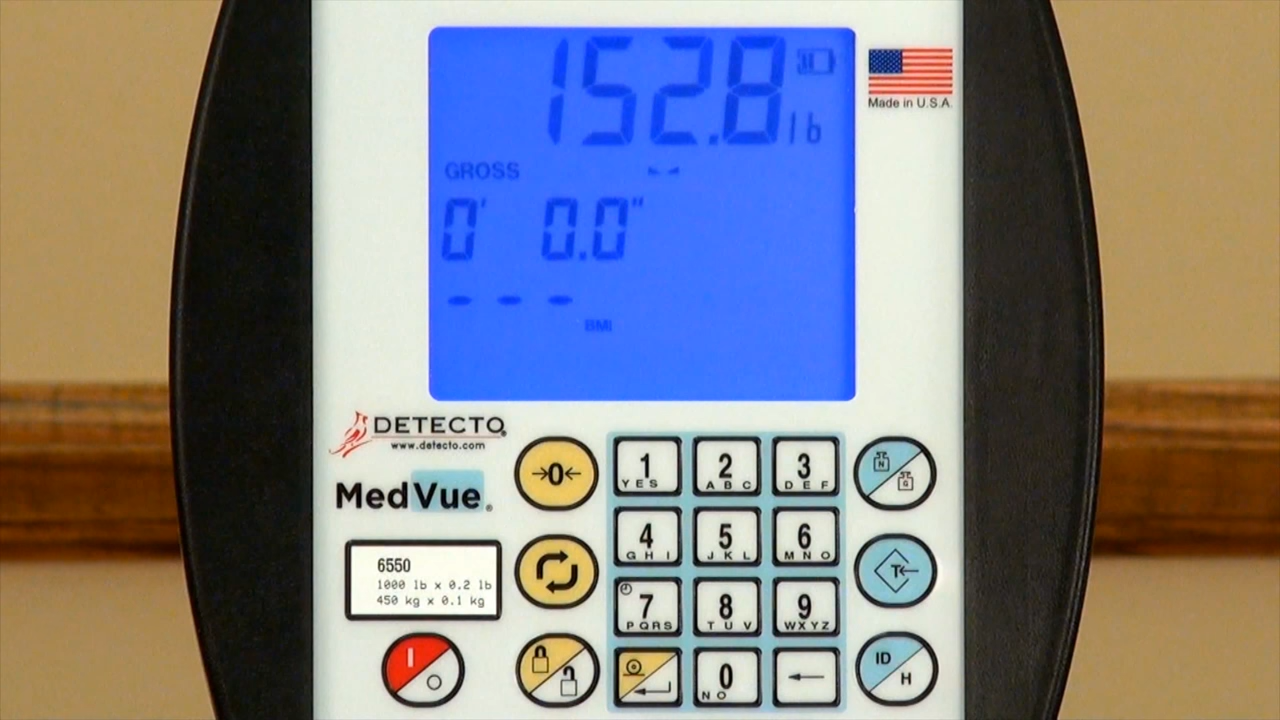 152.8 lb
Made in U.S.A.
GROSS
0' 0.0"
- - -
BMI
DETECTO®
www.detecto.com
MedVue®
6550
1000 lb x 0.2 lb
450 kg x 0.1 kg
I O
→0←
1 YES
2 ABC
3 DEF
4 GHI
5 JKL
6 MNO
7 PQRS
8 TUV
9 WXYZ
0 NO
N G
T
ID H